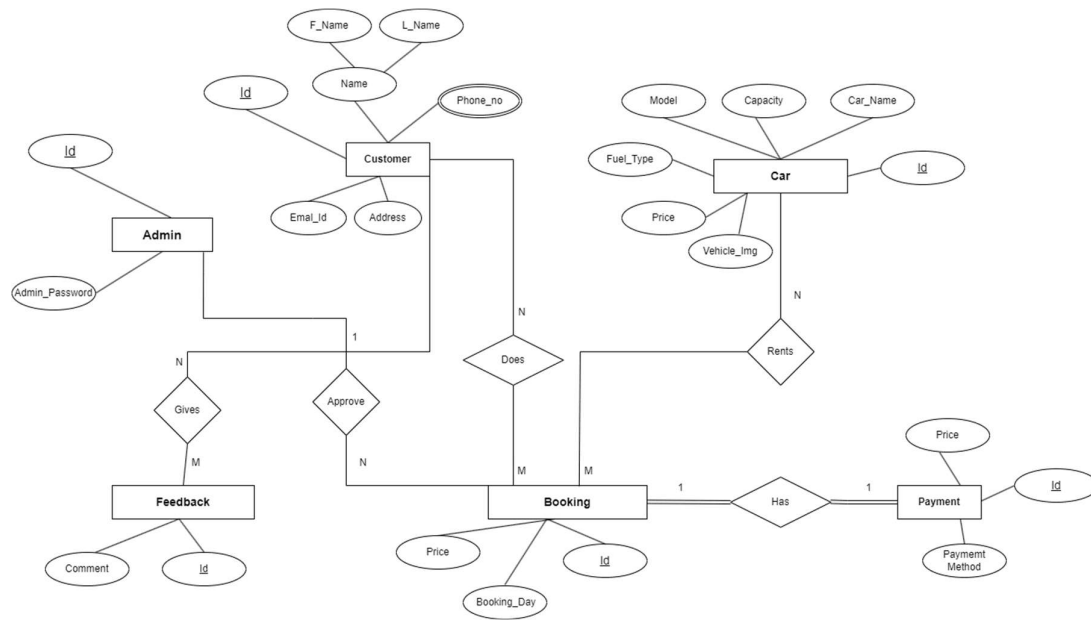 F_Name
L_Name
Name
Id
Phone_no
Customer
Emal_Id
Address
Model
Capacity
Car_Name
Fuel_Type
Car
Id
Price
Vehicle_Img
Id
Admin
Admin_Password
N
1
N
N
Gives
Approve
Does
Rents
M
N
M
M
Feedback
Comment
Id
Booking
Price
Id
Booking_Day
1
Has
1
Price
Payment
Id
Paymemt
Method